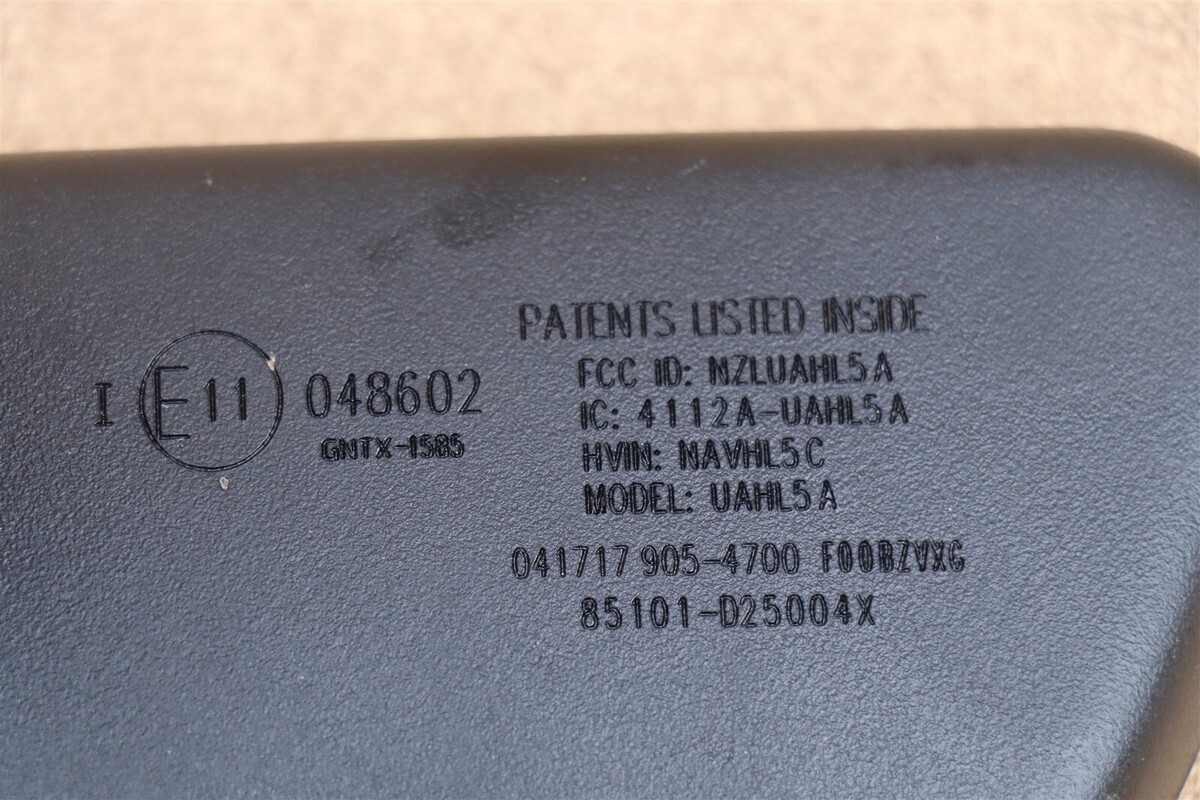 PATENTS LISTED INSIDE
FCC ID: NZLUAHL5A
IC: 4112A-UAHL5A
HVIN: NAVHL5C
MODEL: UAHL5A
I E11 048602
GNTX-1585
041717 905-4700 F00BZVXG
85101-D25004X